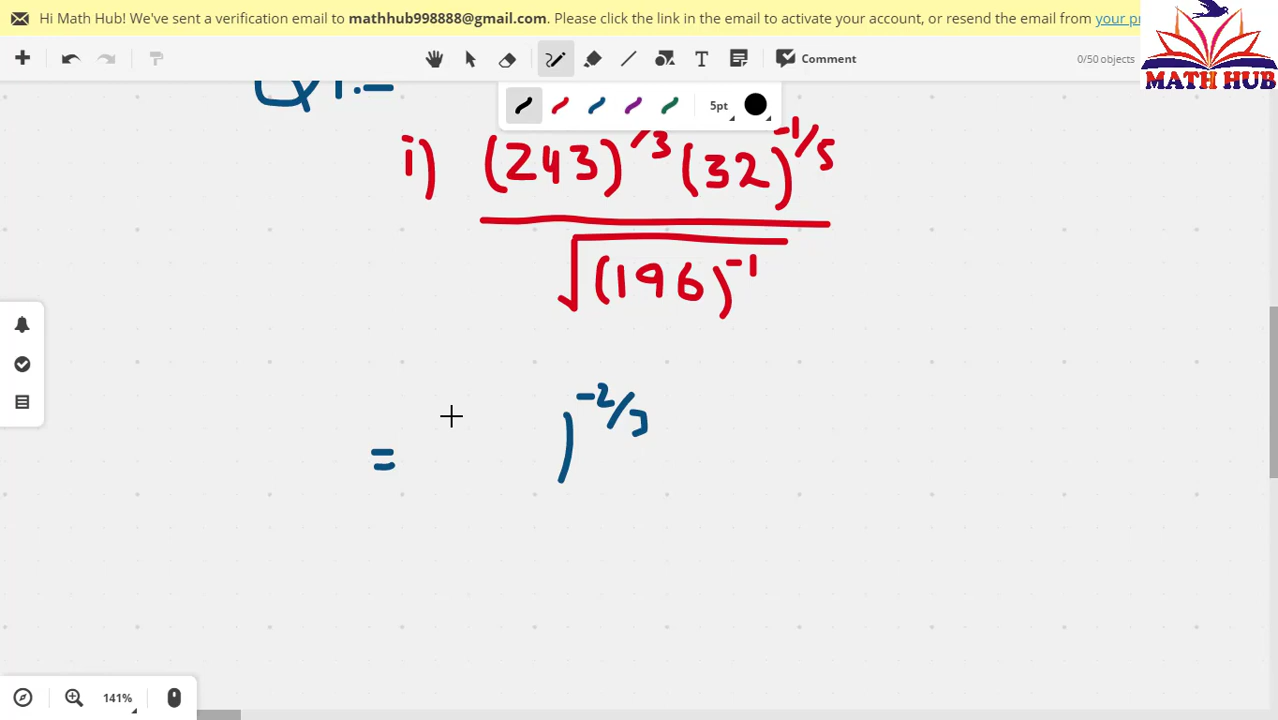 Hi Math Hub! We've sent a verification email to mathhub998888@gmail.com. Please click the link in the email to activate your account, or resend the email from your
MATH HUB
Comment
0/50 objects
5pt
Q1:-
i) (243) /3 (32)^-1/5
√(196)^-1
= )^-2/3
141%